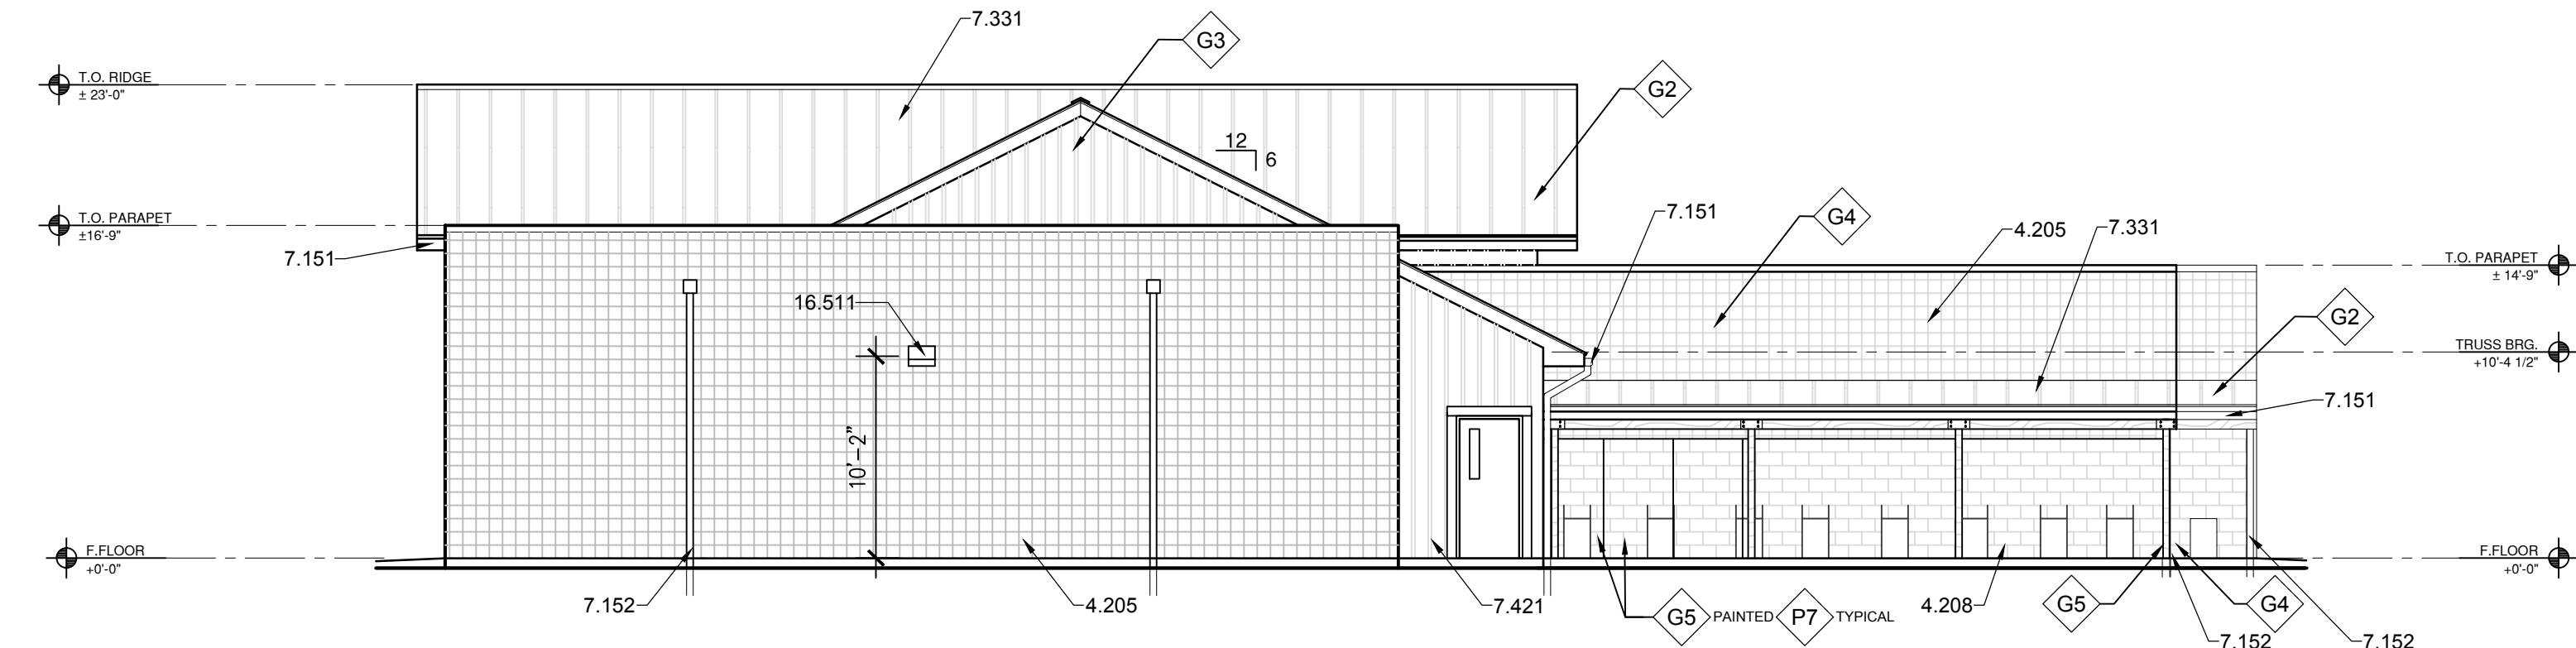 7.331
G3
T.O. RIDGE
± 23'-0"
G2
12
6
T.O. PARAPET
±16'-9"
7.151
7.151
G4
4.205
7.331
T.O. PARAPET
± 14'-9"
16.511
G2
TRUSS BRG.
+10'-4 1/2"
7.151
10'-2"
F.FLOOR
+0'-0"
F.FLOOR
+0'-0"
7.152
4.205
7.421
G5 PAINTED P7 TYPICAL
4.208
G5
G4
7.152
7.152